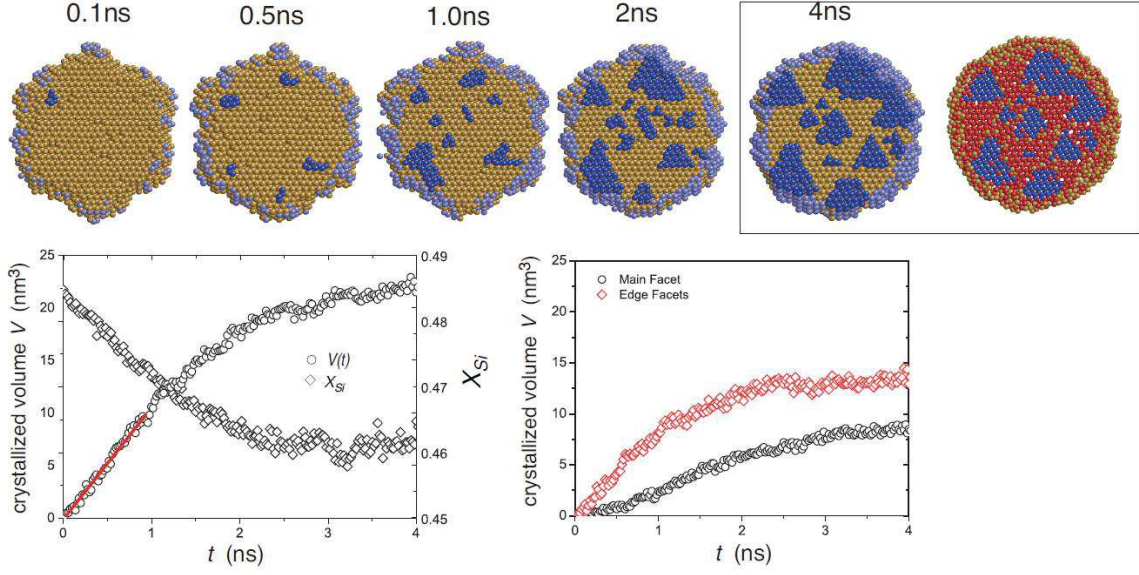 0.1ns 0.5ns 1.0ns 2ns 4ns
25
20
15
10
5
0
crystallized volume V (nm³)
0.49
0.48
0.47
0.46
0.45
X_Si
V(t)
X_Si
0 1 2 3 4
t (ns)
25
20
15
10
5
0
crystallized volume V (nm³)
Main Facet
Edge Facets
0 1 2 3 4
t (ns)